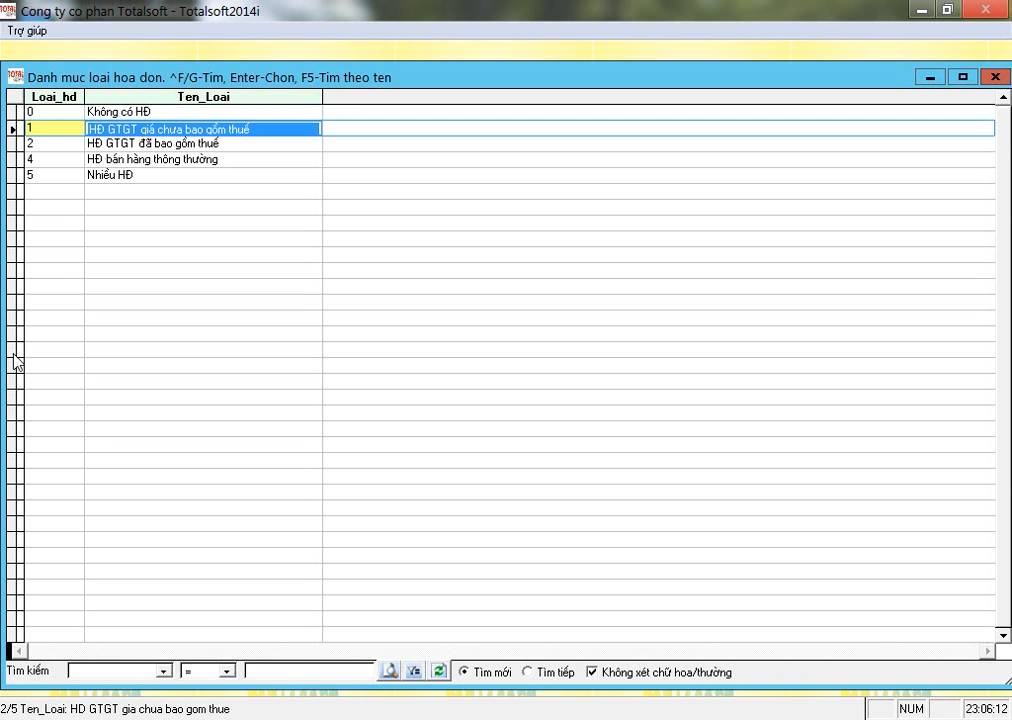 Cong ty co phan Totalsoft - Totalsoft2014i
Trợ giúp
Danh muc loai hoa don. ^F/G-Tim, Enter-Chon, F5-Tim theo ten
Loai_hd Ten_Loai
0 Không có HĐ
1 HĐ GTGT giá chưa bao gồm thuế
2 HĐ GTGT đã bao gồm thuế
4 HĐ bán hàng thông thường
5 Nhiều HĐ
Tìm kiếm = Tìm mới Tìm tiếp Không xét chữ hoa/thường
2/5 Ten_Loai: HD GTGT gia chua bao gom thue NUM 23:06:12